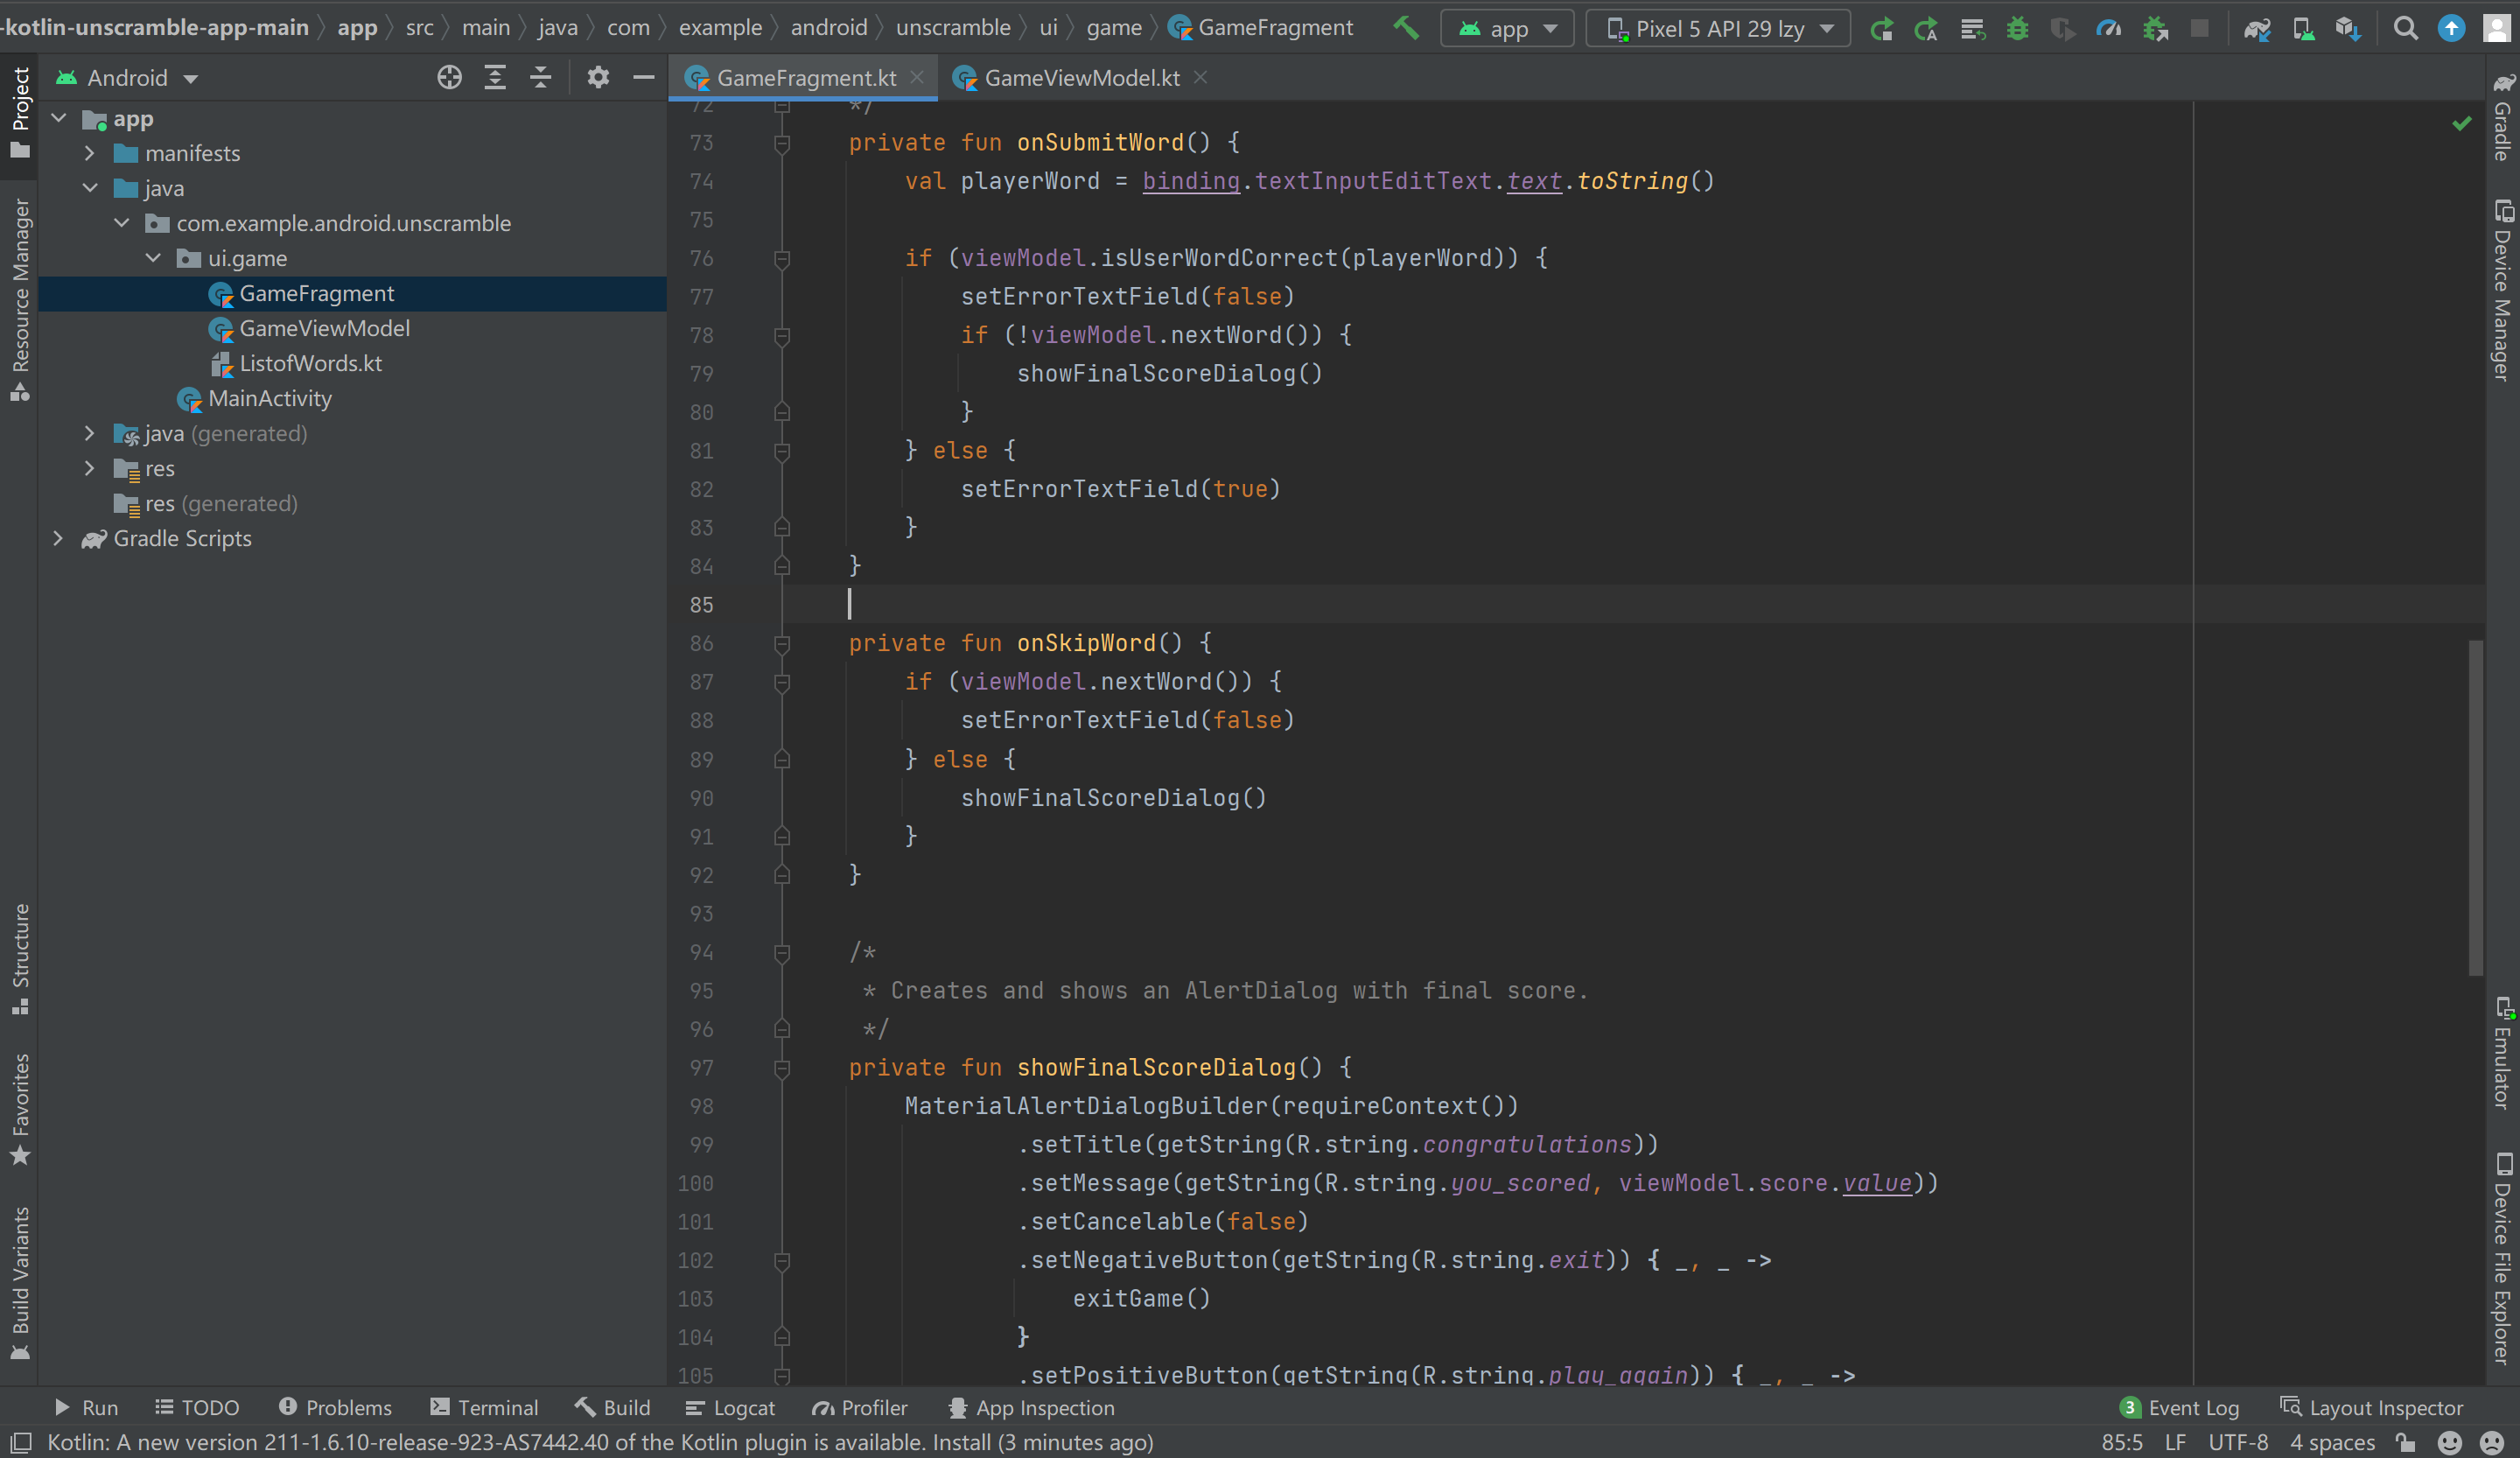 -kotlin-unscramble-app-main 〉 app 〉 src 〉 main 〉 java 〉 com 〉 example 〉 android 〉 unscramble 〉 ui 〉 game 〉 GameFragment
app
Pixel 5 API 29 lzy
Android
GameFragment.kt
GameViewModel.kt
Project
Resource Manager
Structure
Favorites
Build Variants
app
manifests
java
com.example.android.unscramble
ui.game
GameFragment
GameViewModel
ListofWords.kt
MainActivity
java (generated)
res
res (generated)
Gradle Scripts
72 */
73 private fun onSubmitWord() {
74 val playerWord = binding.textInputEditText.text.toString()
75
76 if (viewModel.isUserWordCorrect(playerWord)) {
77 setErrorTextField(false)
78 if (!viewModel.nextWord()) {
79 showFinalScoreDialog()
80 }
81 } else {
82 setErrorTextField(true)
83 }
84 }
85
86 private fun onSkipWord() {
87 if (viewModel.nextWord()) {
88 setErrorTextField(false)
89 } else {
90 showFinalScoreDialog()
91 }
92 }
93
94 /*
95 * Creates and shows an AlertDialog with final score.
96 */
97 private fun showFinalScoreDialog() {
98 MaterialAlertDialogBuilder(requireContext())
99 .setTitle(getString(R.string.congratulations))
100 .setMessage(getString(R.string.you_scored, viewModel.score.value))
101 .setCancelable(false)
102 .setNegativeButton(getString(R.string.exit)) { _, _ ->
103 exitGame()
104 }
105 .setPositiveButton(getString(R.string.play_again)) { _, _ ->
Gradle
Device Manager
Emulator
Device File Explorer
Run
TODO
Problems
Terminal
Build
Logcat
Profiler
App Inspection
3 Event Log
Layout Inspector
Kotlin: A new version 211-1.6.10-release-923-AS7442.40 of the Kotlin plugin is available. Install (3 minutes ago)
85:5 LF UTF-8 4 spaces